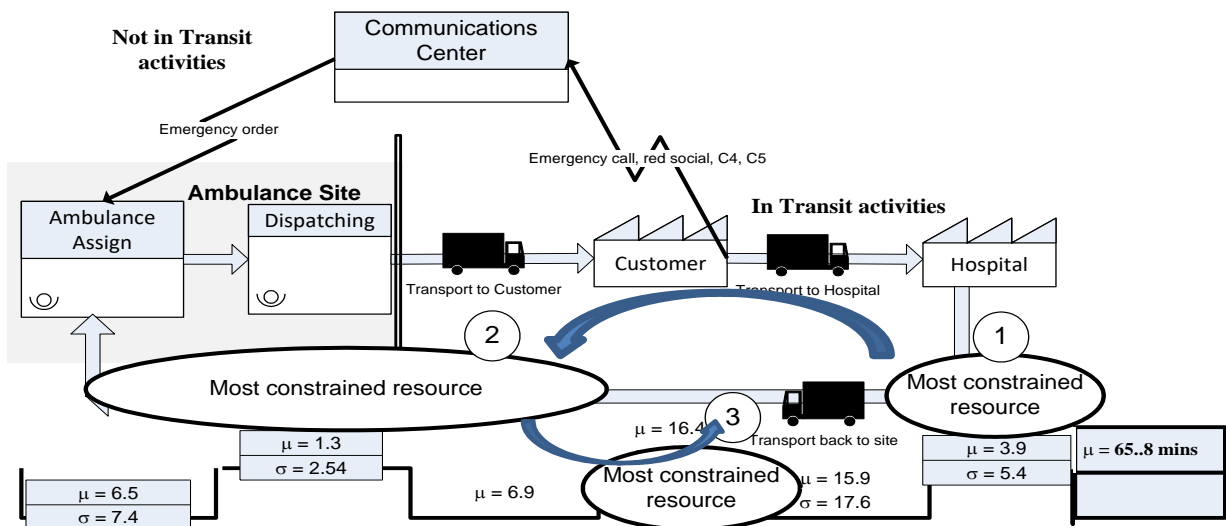 Not in Transit
activities
Communications
Center
Emergency order
Emergency call, red social, C4, C5
Ambulance Site
Ambulance
Assign
Dispatching
In Transit activities
Customer
Hospital
Transport to Customer
Transport to Hospital
2
1
Most constrained resource
Most constrained
resource
3
μ = 16.4
Transport back to site
μ = 1.3
σ = 2.54
μ = 3.9
σ = 5.4
μ = 65..8 mins
Most constrained
resource
μ = 6.5
σ = 7.4
μ = 6.9
μ = 15.9
σ = 17.6